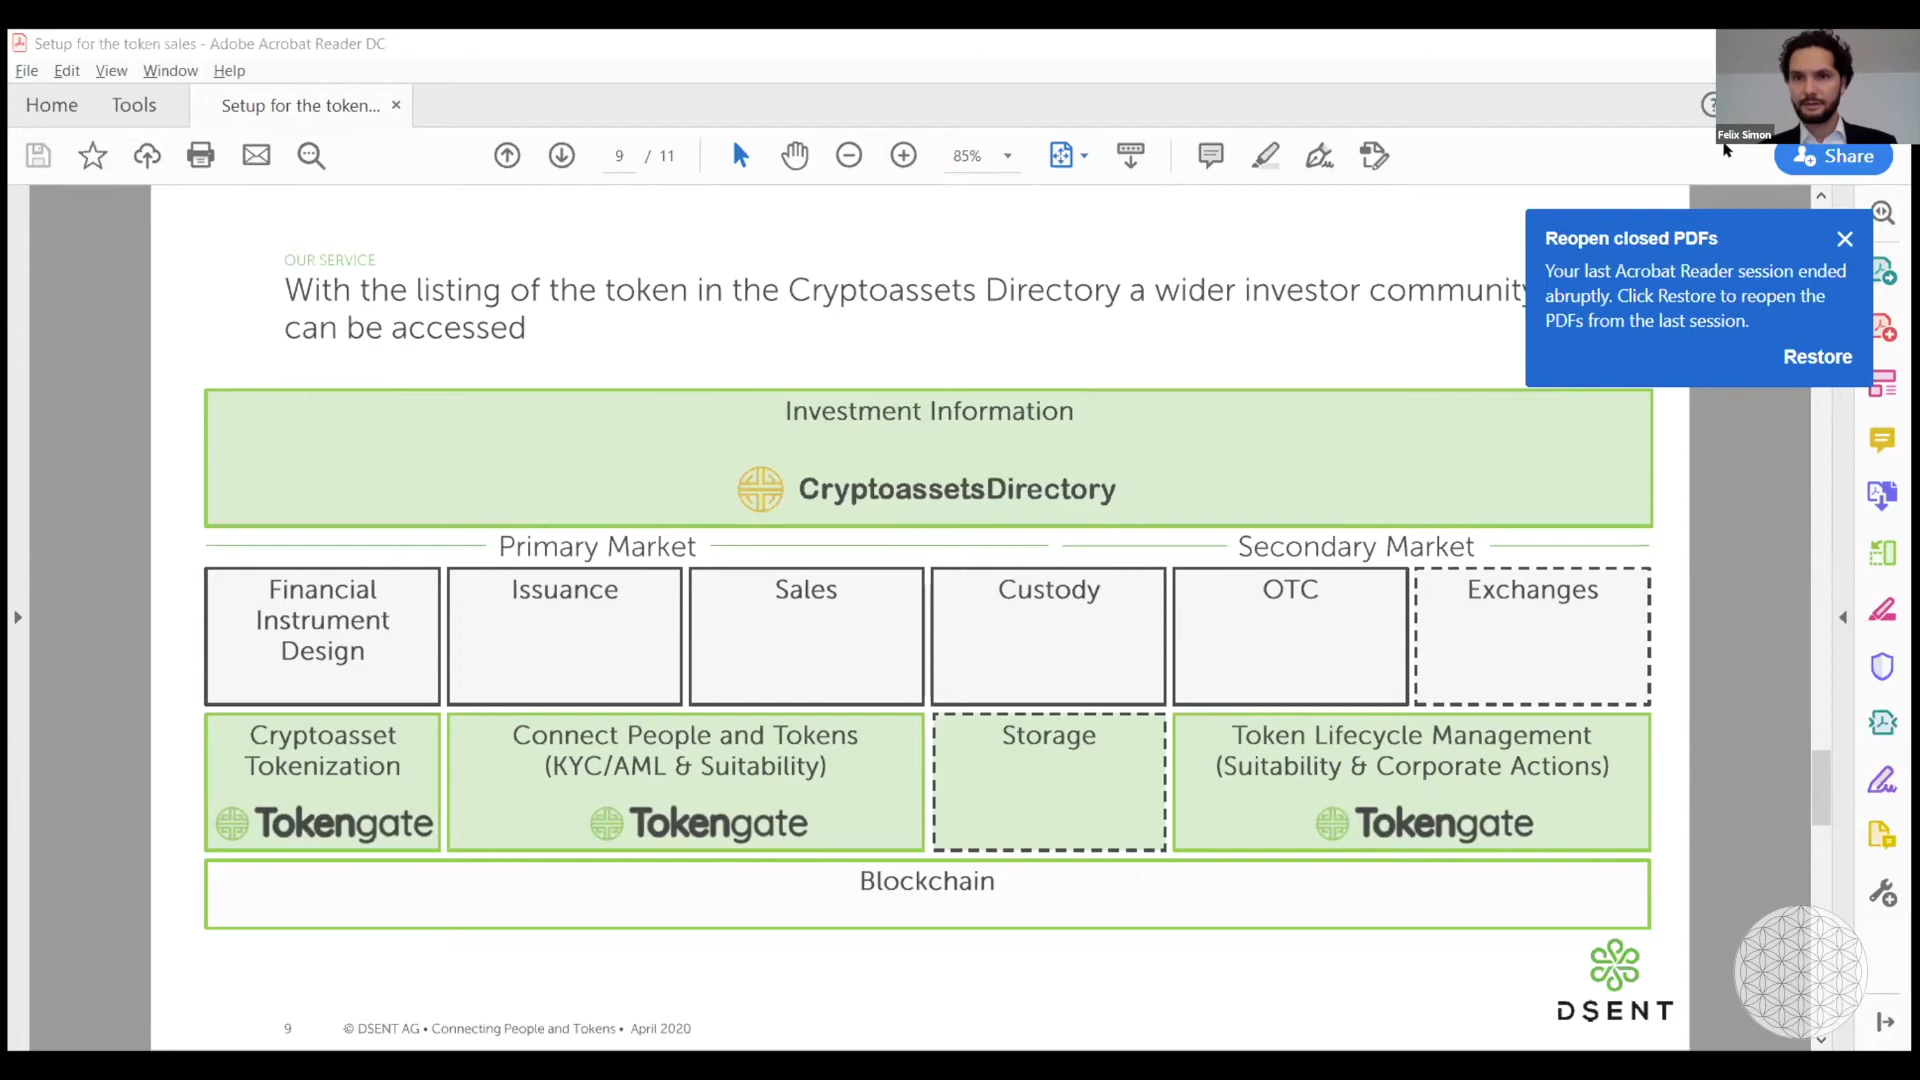 Setup for the token sales - Adobe Acrobat Reader DC
File Edit View Window Help
Home Tools Setup for the token... ×
9 / 11 85%
Felix Simon
Share
Reopen closed PDFs
Your last Acrobat Reader session ended
abruptly. Click Restore to reopen the
PDFs from the last session.
Restore
OUR SERVICE
With the listing of the token in the Cryptoassets Directory a wider investor community
can be accessed
Investment Information
CryptoassetsDirectory
Primary Market
Secondary Market
Financial
Instrument
Design
Issuance
Sales
Custody
OTC
Exchanges
Cryptoasset
Tokenization
Tokengate
Connect People and Tokens
(KYC/AML & Suitability)
Tokengate
Storage
Token Lifecycle Management
(Suitability & Corporate Actions)
Tokengate
Blockchain
DSENT
9 © DSENT AG • Connecting People and Tokens • April 2020